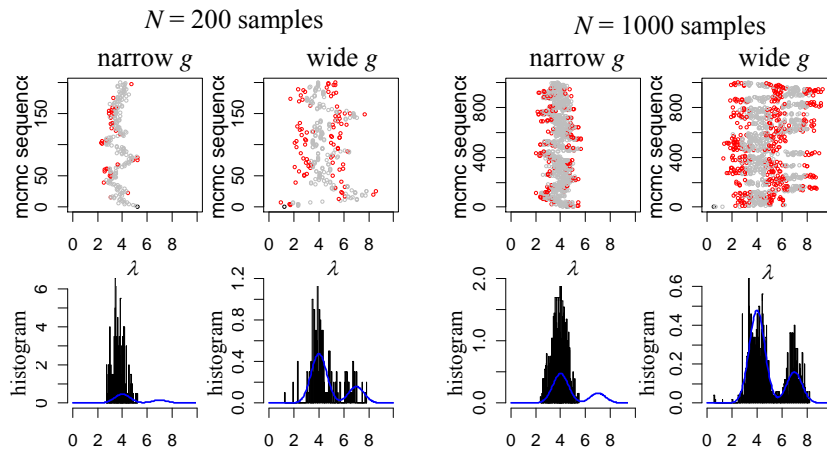 N = 200 samples
N = 1000 samples
narrow g
wide g
narrow g
wide g
mcmc sequence
0 50 150
mcmc sequence
0 50 150
mcmc sequence
0 400 800
mcmc sequence
0 400 800
0 2 4 6 8
0 2 4 6 8
0 2 4 6 8
0 2 4 6 8
λ
λ
histogram
0 2 4 6
histogram
0.0 0.4 0.8 1.2
histogram
0.0 1.0 2.0
histogram
0.0 0.2 0.4 0.6
0 2 4 6 8
0 2 4 6 8
0 2 4 6 8
0 2 4 6 8